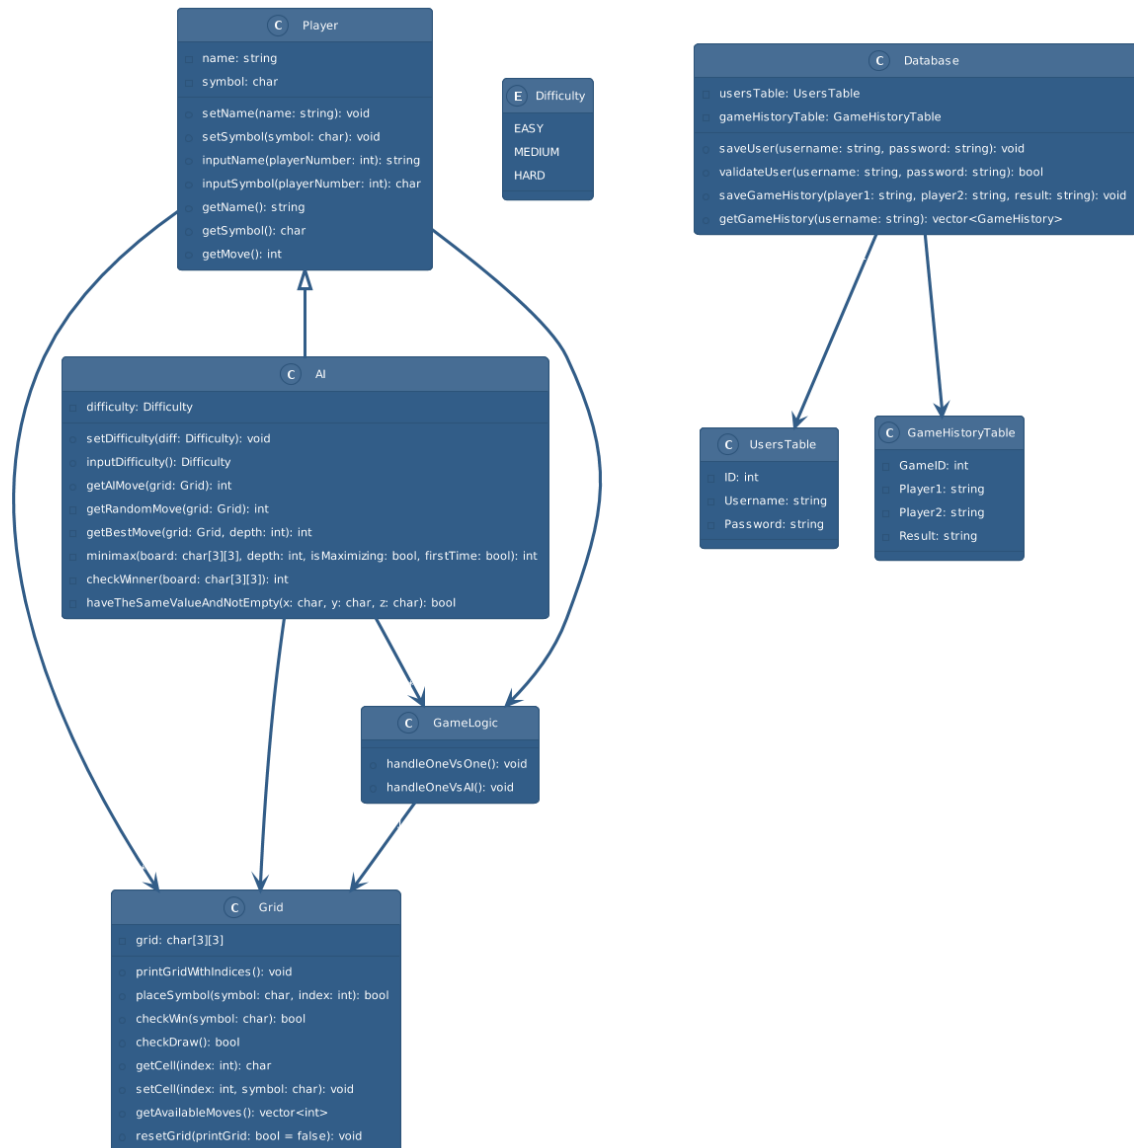 C Player
name: string
symbol: char
setName(name: string): void
setSymbol(symbol: char): void
inputName(playerNumber: int): string
inputSymbol(playerNumber: int): char
getName(): string
getSymbol(): char
getMove(): int
E Difficulty
EASY
MEDIUM
HARD
C Database
usersTable: UsersTable
gameHistoryTable: GameHistoryTable
saveUser(username: string, password: string): void
validateUser(username: string, password: string): bool
saveGameHistory(player1: string, player2: string, result: string): void
getGameHistory(username: string): vector<GameHistory>
C AI
difficulty: Difficulty
setDifficulty(diff: Difficulty): void
inputDifficulty(): Difficulty
getAIMove(grid: Grid): int
getRandomMove(grid: Grid): int
getBestMove(grid: Grid, depth: int): int
minimax(board: char[3][3], depth: int, isMaximizing: bool, firstTime: bool): int
checkWinner(board: char[3][3]): int
haveTheSameValueAndNotEmpty(x: char, y: char, z: char): bool
C UsersTable
ID: int
Username: string
Password: string
C GameHistoryTable
GameID: int
Player1: string
Player2: string
Result: string
C GameLogic
handleOneVsOne(): void
handleOneVsAI(): void
C Grid
grid: char[3][3]
printGridWithIndices(): void
placeSymbol(symbol: char, index: int): bool
checkWin(symbol: char): bool
checkDraw(): bool
getCell(index: int): char
setCell(index: int, symbol: char): void
getAvailableMoves(): vector<int>
resetGrid(printGrid: bool = false): void